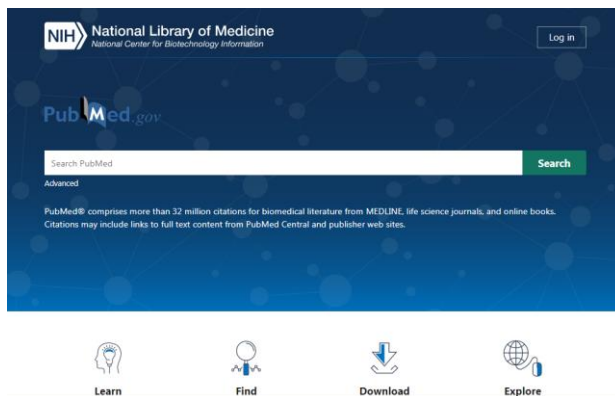 NIH National Library of Medicine
National Center for Biotechnology Information
Log in
PubMed.gov
Search PubMed
Search
Advanced
PubMed® comprises more than 32 million citations for biomedical literature from MEDLINE, life science journals, and online books.
Citations may include links to full text content from PubMed Central and publisher web sites.
Learn
Find
Download
Explore